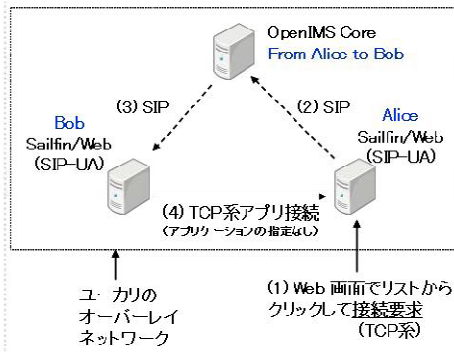 OpenIMS Core
From Alice to Bob
(3) SIP
(2) SIP
Bob
Sailfin/Web
(SIP-UA)
Alice
Sailfin/Web
(SIP-UA)
(4) TCP系アプリ接続
(アプリケーションの指定なし)
ユーカリの
オーバーレイ
ネットワーク
(1) Web 画面でリストから
クリックして接続要求
(TCP系)